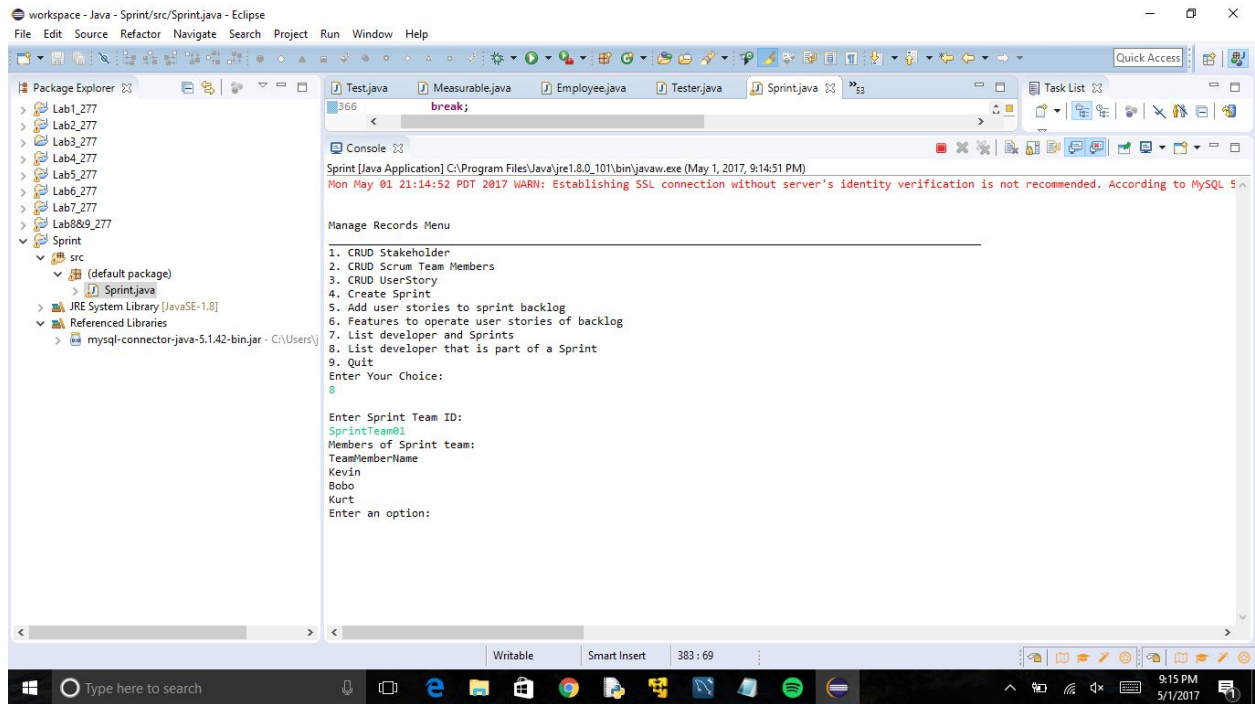 workspace - Java - Sprint/src/Sprint.java - Eclipse
File Edit Source Refactor Navigate Search Project Run Window Help
Quick Access
Package Explorer
Lab1_277
Lab2_277
Lab3_277
Lab4_277
Lab5_277
Lab6_277
Lab7_277
Lab8&9_277
Sprint
src
(default package)
Sprint.java
JRE System Library [JavaSE-1.8]
Referenced Libraries
mysql-connector-java-5.1.42-bin.jar - C:\Users\j
Test.java Measurable.java Employee.java Tester.java Sprint.java »53
366 break;
Task List
Console
Sprint [Java Application] C:\Program Files\Java\jre1.8.0_101\bin\javaw.exe (May 1, 2017, 9:14:51 PM)
Mon May 01 21:14:52 PDT 2017 WARN: Establishing SSL connection without server's identity verification is not recommended. According to MySQL 5
Manage Records Menu
1. CRUD Stakeholder
2. CRUD Scrum Team Members
3. CRUD UserStory
4. Create Sprint
5. Add user stories to sprint backlog
6. Features to operate user stories of backlog
7. List developer and Sprints
8. List developer that is part of a Sprint
9. Quit
Enter Your Choice:
8
Enter Sprint Team ID:
SprintTeam01
Members of Sprint team:
TeamMemberName
Kevin
Bobo
Kurt
Enter an option:
Writable Smart Insert 383 : 69
Type here to search
9:15 PM
5/1/2017